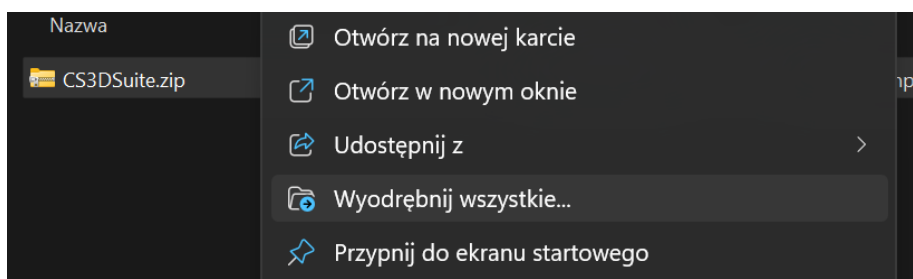 Nazwa
CS3DSuite.zip
Otwórz na nowej karcie
Otwórz w nowym oknie
Udostępnij z
Wyodrębnij wszystkie...
Przypnij do ekranu startowego